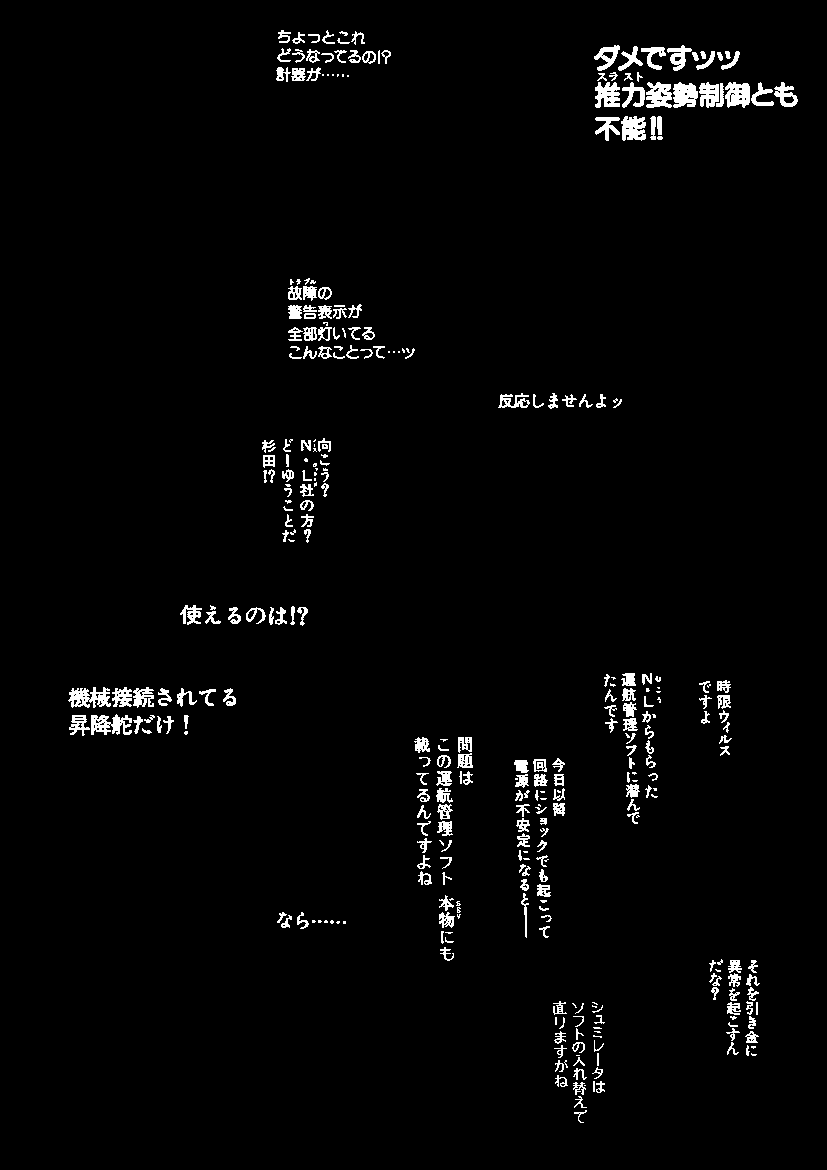 ダメですッッ
推力姿勢制御とも
不能!!
ちょっとこれ
どうなってるの!?
計器が……
故障の
警告表示が
全部灯いてる
こんなことって…ッ
反応しませんよッ
向こう?
N・L社の方?
どーゆうことだ
杉田!?
使えるのは!?
機械接続されてる
昇降舵だけ!
時限ウィルス
ですよ
N・Lからもらった
運航管理ソフトに潜んで
たんです
今日以降
回路にショックでも起こって
電源が不安定になると──
問題は
この運航管理ソフト 本物にも
載ってるんですよね
なら……
それを引き金に
異常を起こすん
だな?
シュミレータは
ソフトの入れ替えで
直りますがね